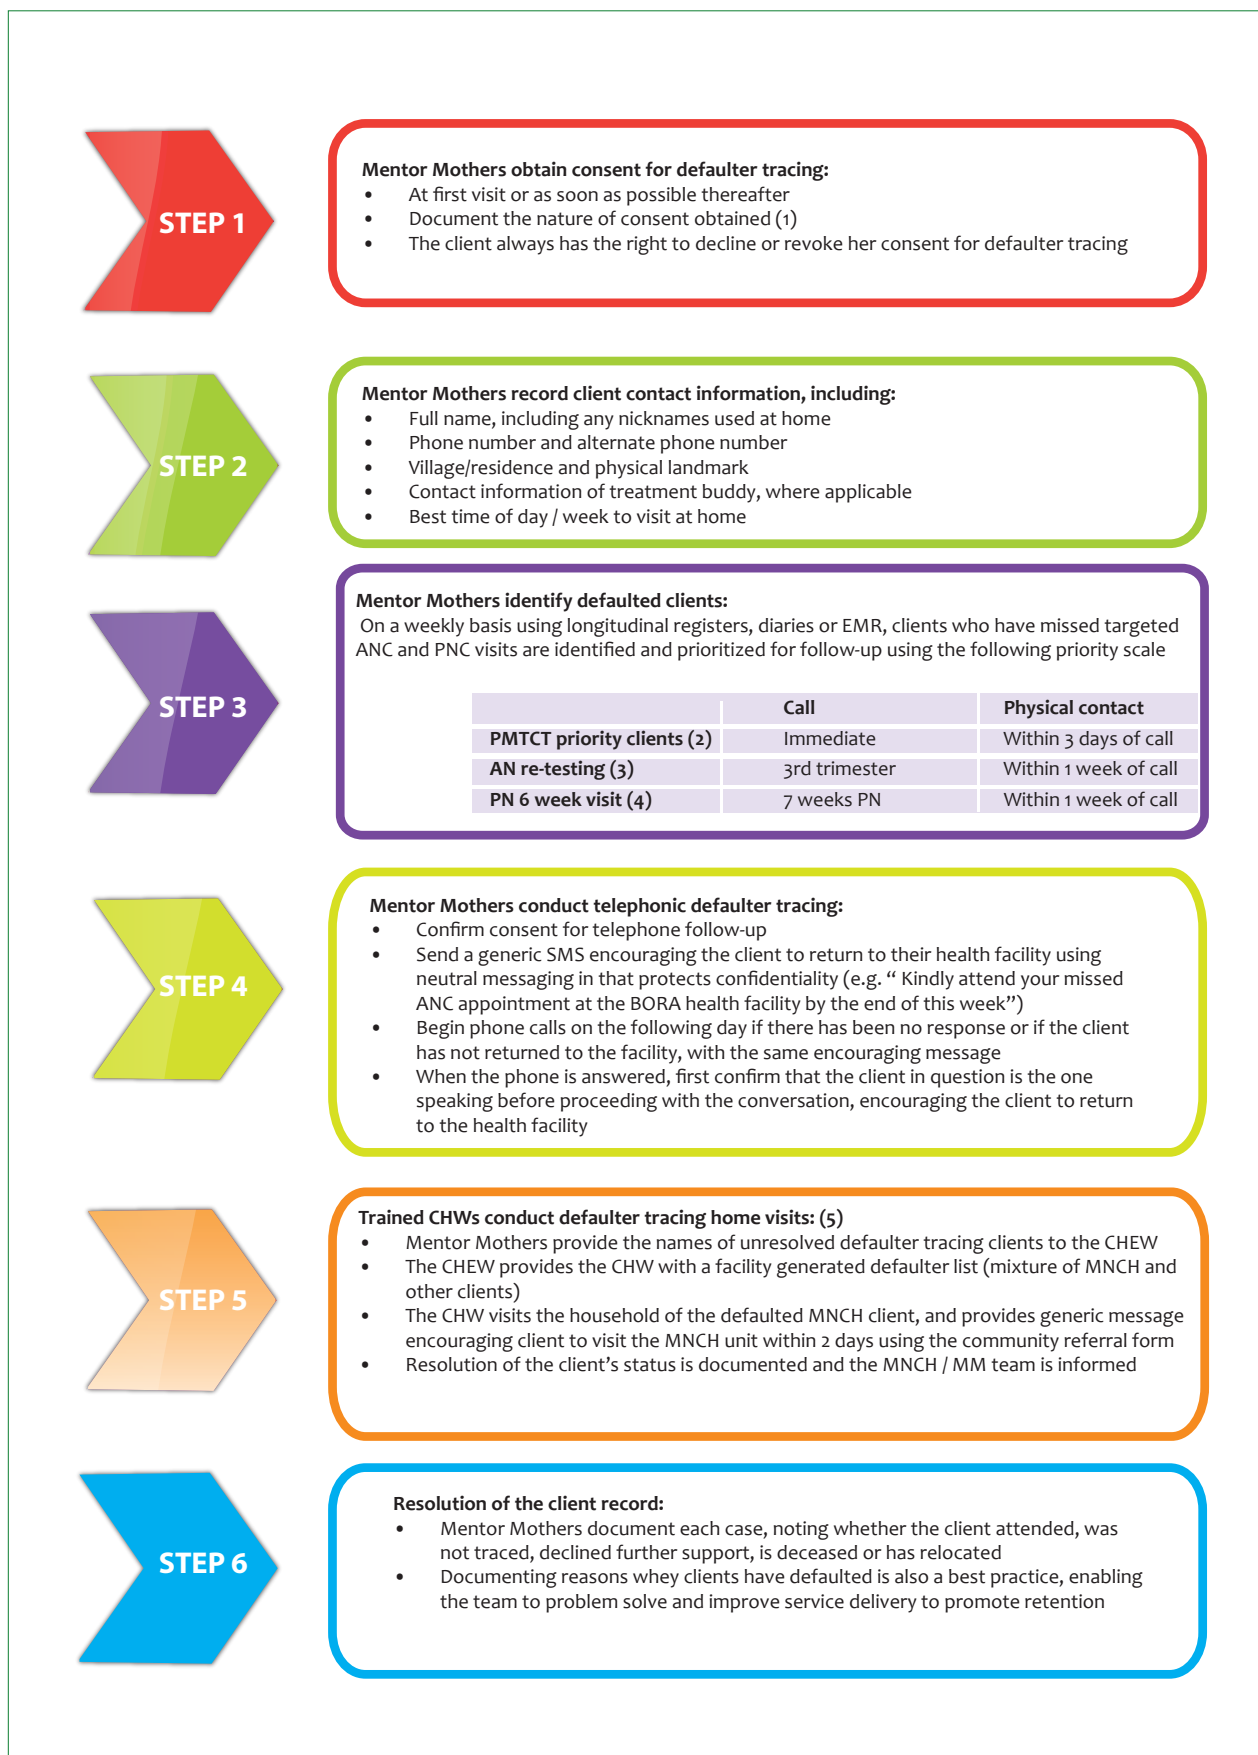 STEP 1
Mentor Mothers obtain consent for defaulter tracing:
• At first visit or as soon as possible thereafter
• Document the nature of consent obtained (1)
• The client always has the right to decline or revoke her consent for defaulter tracing
STEP 2
Mentor Mothers record client contact information, including:
• Full name, including any nicknames used at home
• Phone number and alternate phone number
• Village/residence and physical landmark
• Contact information of treatment buddy, where applicable
• Best time of day / week to visit at home
STEP 3
Mentor Mothers identify defaulted clients:
On a weekly basis using longitudinal registers, diaries or EMR, clients who have missed targeted
ANC and PNC visits are identified and prioritized for follow-up using the following priority scale
Call Physical contact
PMTCT priority clients (2) Immediate Within 3 days of call
AN re-testing (3) 3rd trimester Within 1 week of call
PN 6 week visit (4) 7 weeks PN Within 1 week of call
STEP 4
Mentor Mothers conduct telephonic defaulter tracing:
• Confirm consent for telephone follow-up
• Send a generic SMS encouraging the client to return to their health facility using
neutral messaging in that protects confidentiality (e.g. “ Kindly attend your missed
ANC appointment at the BORA health facility by the end of this week”)
• Begin phone calls on the following day if there has been no response or if the client
has not returned to the facility, with the same encouraging message
• When the phone is answered, first confirm that the client in question is the one
speaking before proceeding with the conversation, encouraging the client to return
to the health facility
STEP 5
Trained CHWs conduct defaulter tracing home visits: (5)
• Mentor Mothers provide the names of unresolved defaulter tracing clients to the CHEW
• The CHEW provides the CHW with a facility generated defaulter list (mixture of MNCH and
other clients)
• The CHW visits the household of the defaulted MNCH client, and provides generic message
encouraging client to visit the MNCH unit within 2 days using the community referral form
• Resolution of the client’s status is documented and the MNCH / MM team is informed
STEP 6
Resolution of the client record:
• Mentor Mothers document each case, noting whether the client attended, was
not traced, declined further support, is deceased or has relocated
• Documenting reasons whey clients have defaulted is also a best practice, enabling
the team to problem solve and improve service delivery to promote retention